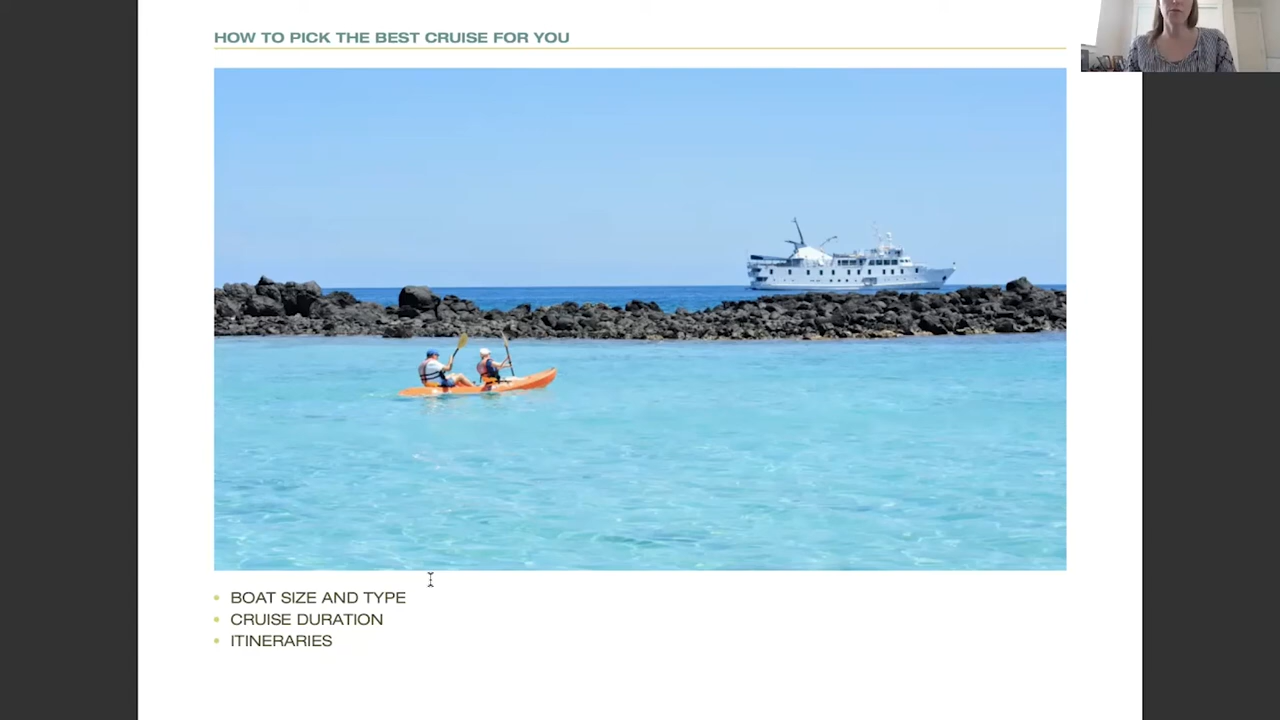 HOW TO PICK THE BEST CRUISE FOR YOU
BOAT SIZE AND TYPE
CRUISE DURATION
ITINERARIES